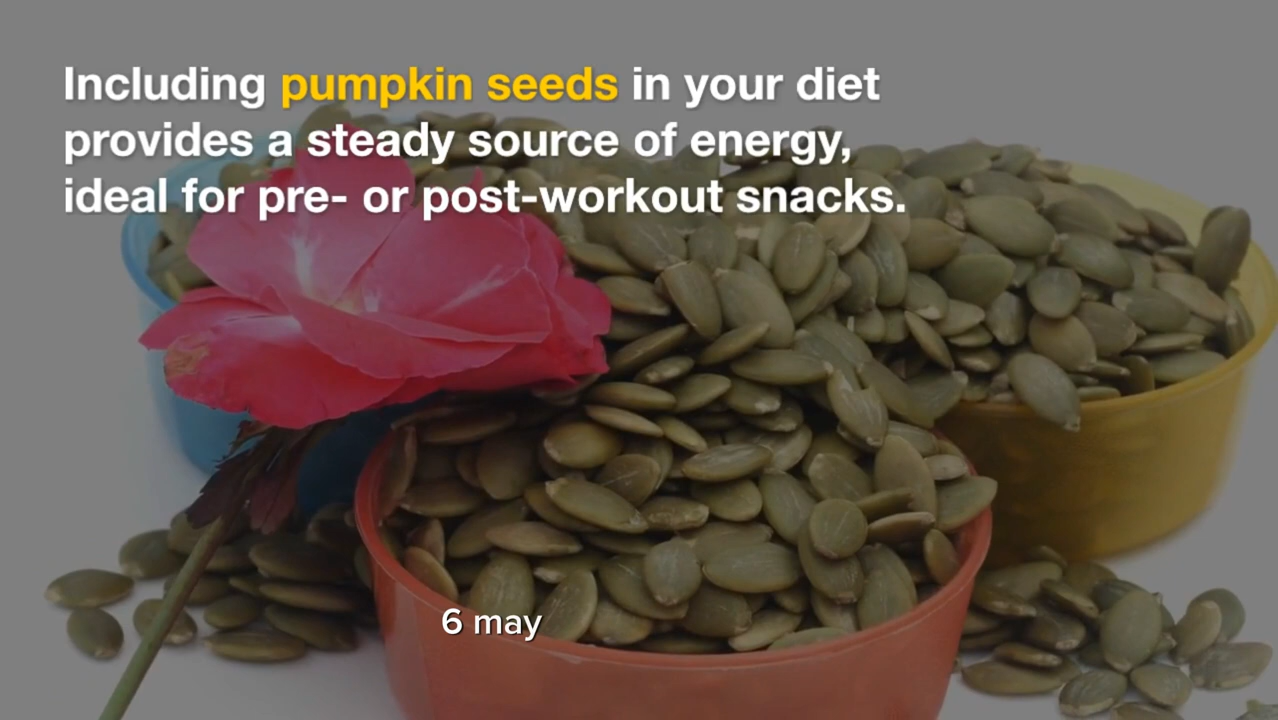 Including pumpkin seeds in your diet
provides a steady source of energy,
ideal for pre- or post-workout snacks.
6 may